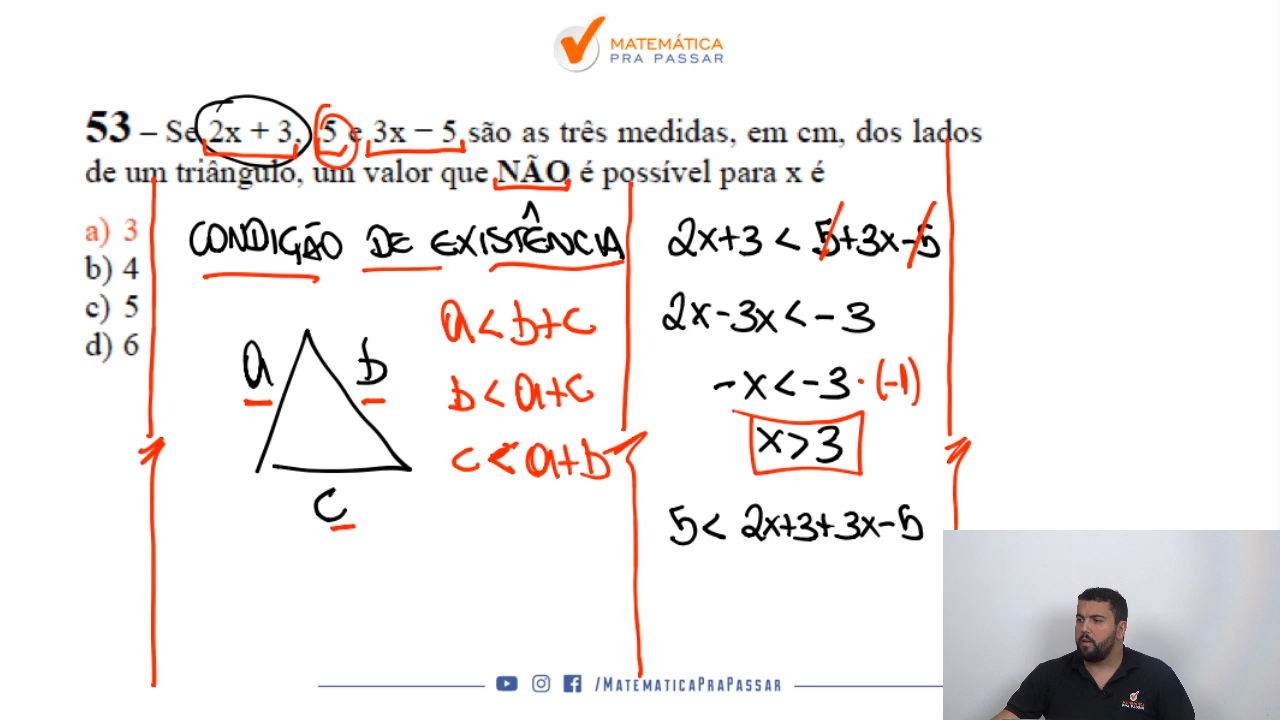 MATEMÁTICA
PRA PASSAR
53 – Se 2x + 3, 5 e 3x – 5 são as três medidas, em cm, dos lados
de um triângulo, um valor que NÃO é possível para x é
a) 3
b) 4
c) 5
d) 6
CONDIÇÃO DE EXISTÊNCIA
a
b
c
a < b+c
b < a+c
c < a+b
2x+3 < 5+3x-5
2x-3x < -3
-x < -3 · (-1)
x > 3
5 < 2x+3+3x-5
/MATEMATICAPRAPASSAR